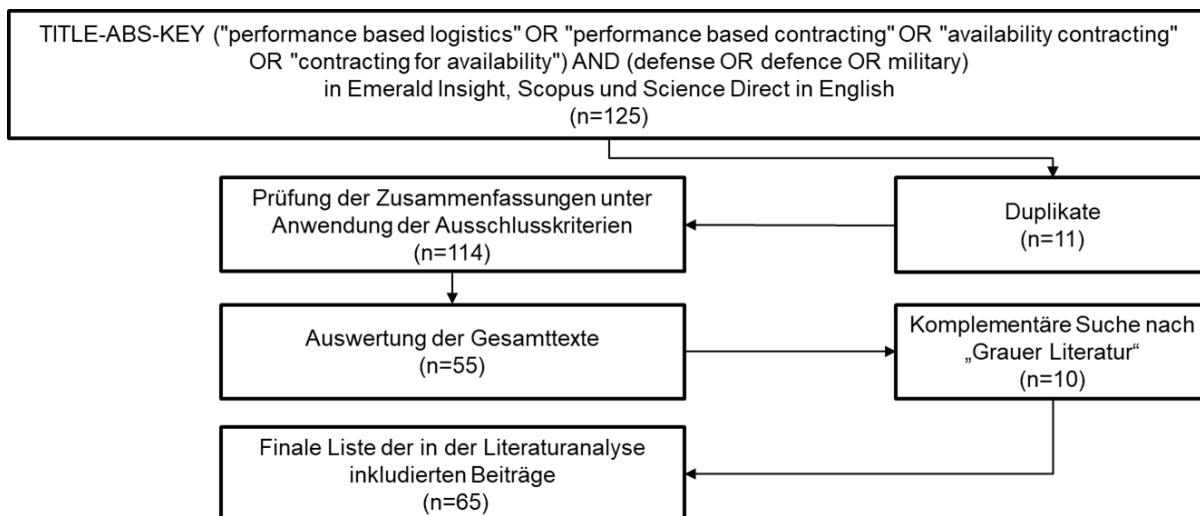 TITLE-ABS-KEY ("performance based logistics" OR "performance based contracting" OR "availability contracting"
OR "contracting for availability") AND (defense OR defence OR military)
in Emerald Insight, Scopus und Science Direct in English
(n=125)
Duplikate
(n=11)
Prüfung der Zusammenfassungen unter
Anwendung der Ausschlusskriterien
(n=114)
Auswertung der Gesamttexte
(n=55)
Komplementäre Suche nach
„Grauer Literatur“
(n=10)
Finale Liste der in der Literaturanalyse
inkludierten Beiträge
(n=65)